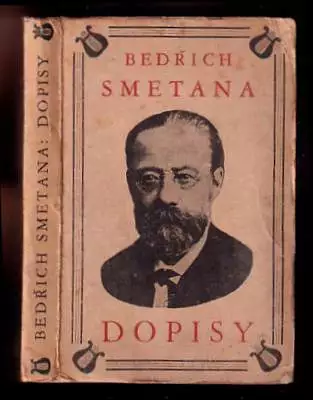 BEDŘICH SMETANA: DOPISY
BEDŘICH
SMETANA
DOPISY